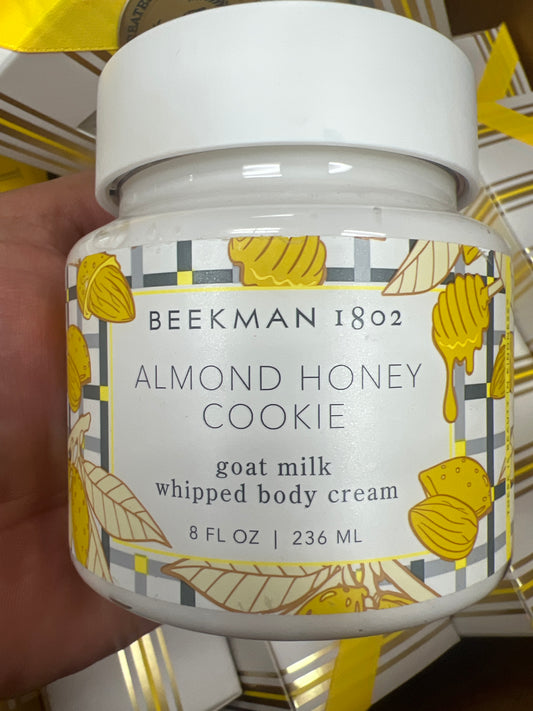 BEEKMAN 1802
ALMOND HONEY
COOKIE
goat milk
whipped body cream
8 FL OZ | 236 ML